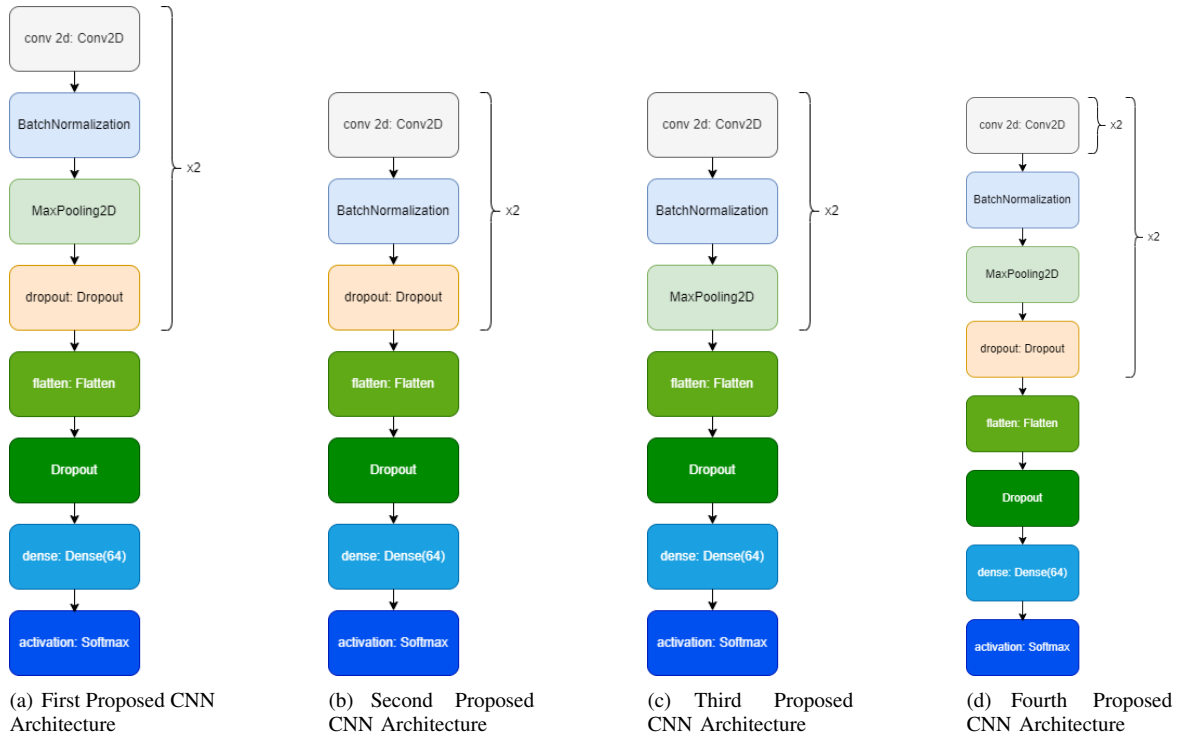 conv 2d: Conv2D
BatchNormalization
MaxPooling2D
dropout: Dropout
x2
flatten: Flatten
Dropout
dense: Dense(64)
activation: Softmax
(a) First Proposed CNN
Architecture
conv 2d: Conv2D
BatchNormalization
dropout: Dropout
x2
flatten: Flatten
Dropout
dense: Dense(64)
activation: Softmax
(b) Second Proposed
CNN Architecture
conv 2d: Conv2D
BatchNormalization
MaxPooling2D
x2
flatten: Flatten
Dropout
dense: Dense(64)
activation: Softmax
(c) Third Proposed
CNN Architecture
conv 2d: Conv2D
x2
BatchNormalization
MaxPooling2D
dropout: Dropout
x2
flatten: Flatten
Dropout
dense: Dense(64)
activation: Softmax
(d) Fourth Proposed
CNN Architecture